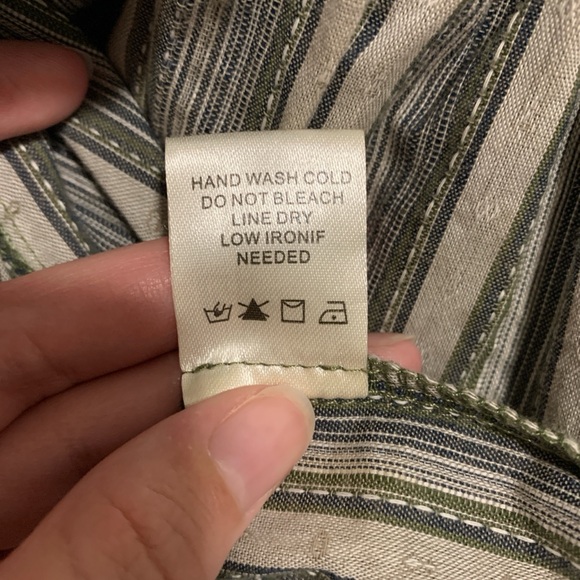 HAND WASH COLD
DO NOT BLEACH
LINE DRY
LOW IRONIF
NEEDED